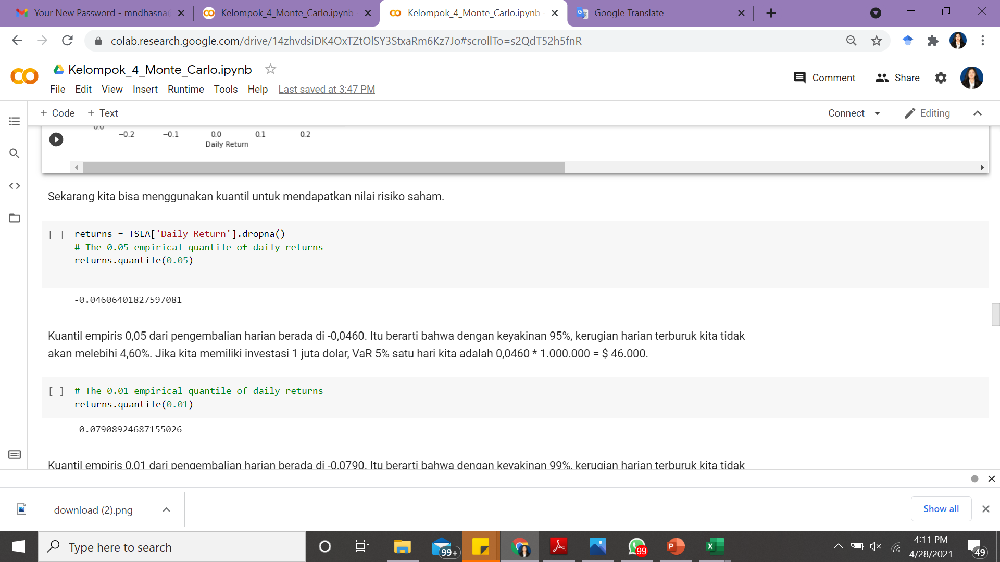 Your New Password - mndhasna
Kelompok_4_Monte_Carlo.ipynb
Kelompok_4_Monte_Carlo.ipynb
Google Translate
colab.research.google.com/drive/14zhvdsiDK4OxTZtOlSY3StxaRm6Kz7Jo#scrollTo=s2QdT52h5fnR
Kelompok_4_Monte_Carlo.ipynb
Comment
Share
File Edit View Insert Runtime Tools Help Last saved at 3:47 PM
+ Code + Text
Connect
Editing
0.0
−0.2 −0.1 0.0 0.1 0.2
Daily Return
Sekarang kita bisa menggunakan kuantil untuk mendapatkan nilai risiko saham.
[ ] returns = TSLA['Daily Return'].dropna()
# The 0.05 empirical quantile of daily returns
returns.quantile(0.05)
-0.04606401827597081
Kuantil empiris 0,05 dari pengembalian harian berada di -0,0460. Itu berarti bahwa dengan keyakinan 95%, kerugian harian terburuk kita tidak
akan melebihi 4,60%. Jika kita memiliki investasi 1 juta dolar, VaR 5% satu hari kita adalah 0,0460 * 1.000.000 = $ 46.000.
[ ] # The 0.01 empirical quantile of daily returns
returns.quantile(0.01)
-0.07908924687155026
Kuantil empiris 0,01 dari pengembalian harian berada di -0,0790. Itu berarti bahwa dengan keyakinan 99%, kerugian harian terburuk kita tidak
download (2).png
Show all
Type here to search
99+
99
4:11 PM
4/28/2021
49